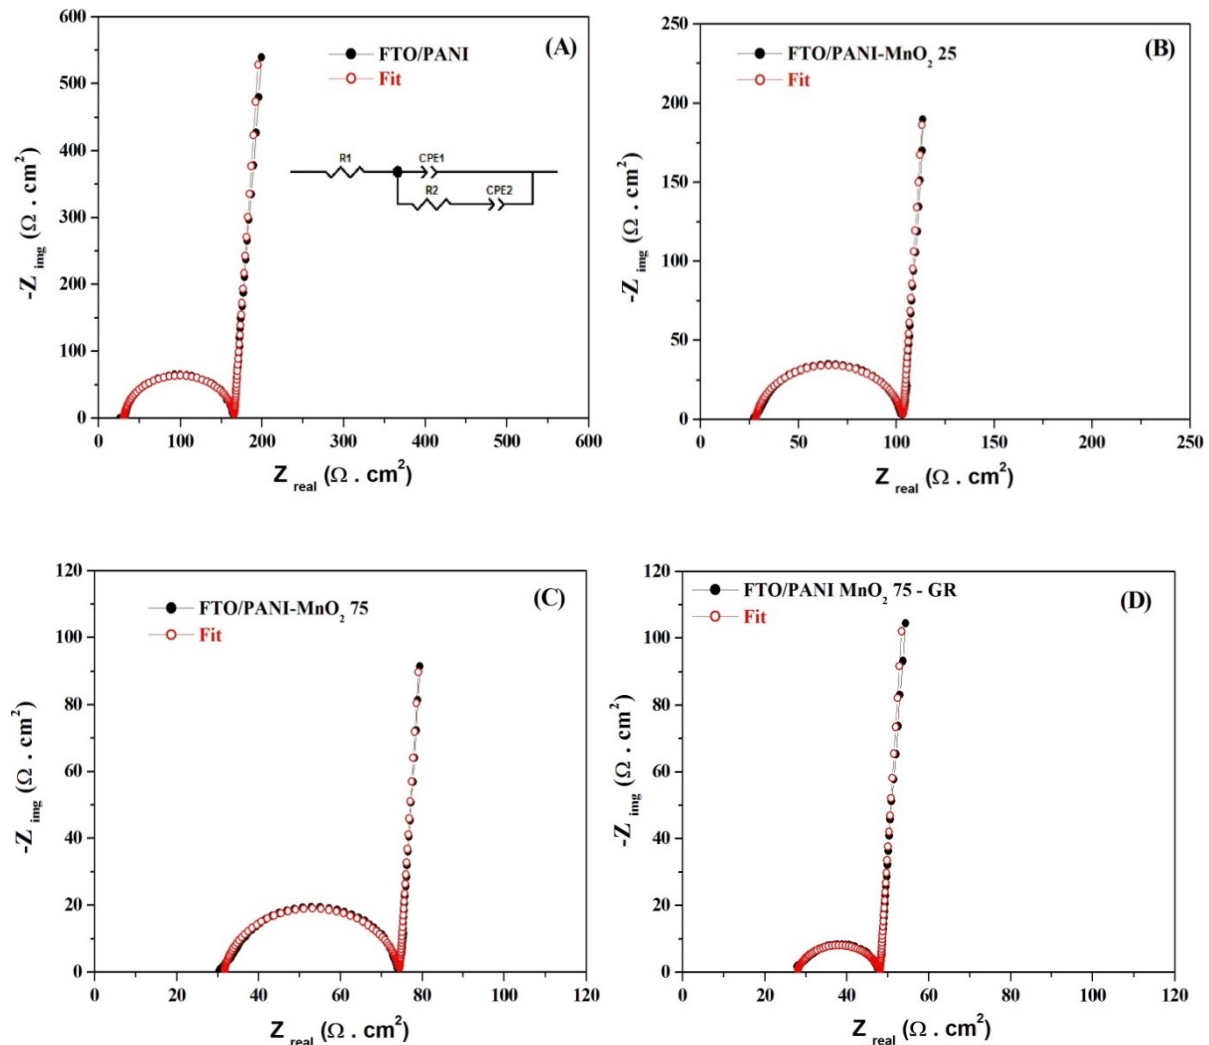 (A)
FTO/PANI
Fit
R1
CPE1
R2
CPE2
600
500
400
300
200
100
0
0 100 200 300 400 500 600
-Z img (Ω . cm²)
Z real (Ω . cm²)
(B)
FTO/PANI-MnO₂ 25
Fit
250
200
150
100
50
0
0 50 100 150 200 250
-Z img (Ω . cm²)
Z real (Ω . cm²)
(C)
FTO/PANI-MnO₂ 75
Fit
120
100
80
60
40
20
0
0 20 40 60 80 100 120
-Z img (Ω . cm²)
Z real (Ω . cm²)
(D)
FTO/PANI MnO₂ 75 - GR
Fit
120
100
80
60
40
20
0
0 20 40 60 80 100 120
-Z img (Ω . cm²)
Z real (Ω . cm²)